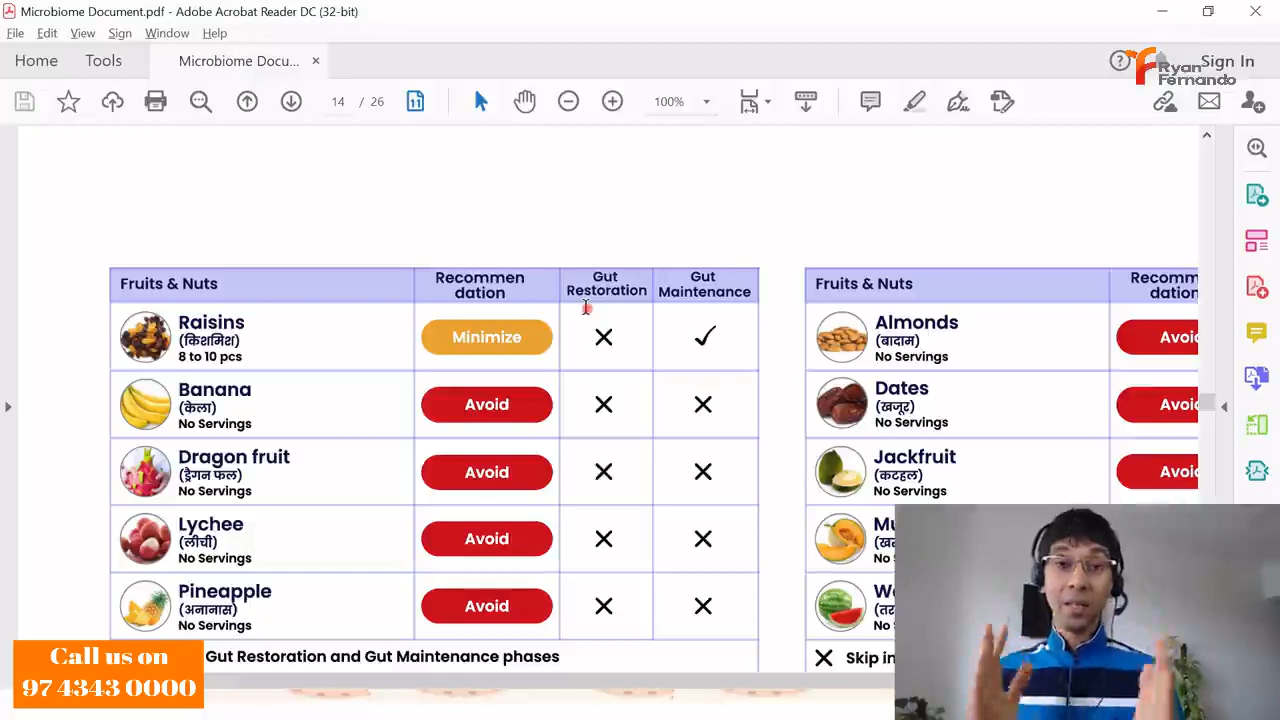 Microbiome Document.pdf - Adobe Acrobat Reader DC (32-bit)
File Edit View Sign Window Help
Home Tools Microbiome Docu... ×
Sign In
Ryan
Fernando
14 / 26
100%
Fruits & Nuts
Recommen
dation
Gut
Restoration
Gut
Maintenance
Raisins
(किशमिश)
8 to 10 pcs
Minimize
Banana
(केला)
No Servings
Avoid
Dragon fruit
(ड्रैगन फल)
No Servings
Avoid
Lychee
(लीची)
No Servings
Avoid
Pineapple
(अनानास)
No Servings
Avoid
Gut Restoration and Gut Maintenance phases
Fruits & Nuts
dation
Almonds
(बादाम)
No Servings
Dates
(खजूर)
No Servings
Jackfruit
(कटहल)
No Servings
Skip in
Call us on
97 4343 0000